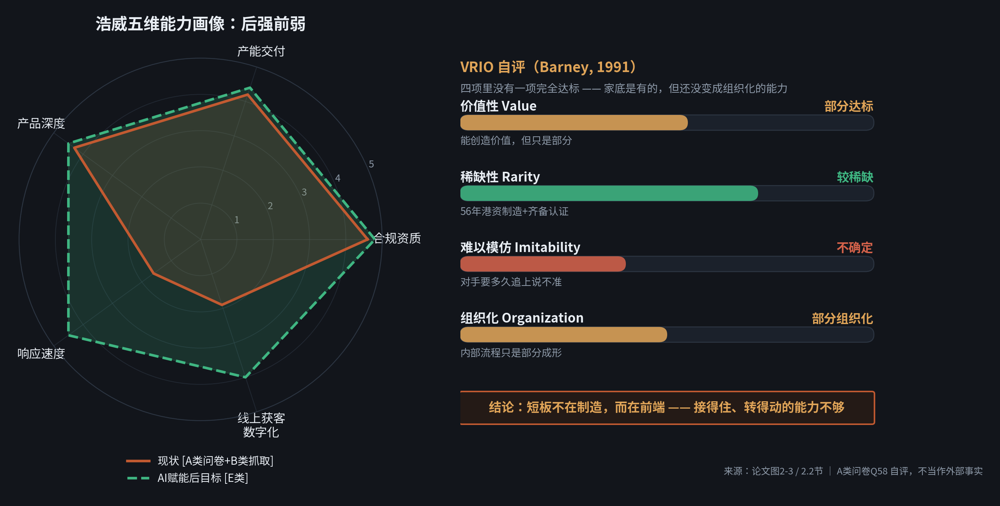 浩威五维能力画像：后强前弱
产能交付
产品深度
合规资质
响应速度
线上获客
数字化
1
2
3
4
5
现状 [A类问卷+B类抓取]
AI赋能后目标 [E类]
VRIO 自评（Barney, 1991）
四项里没有一项完全达标 —— 家底是有的，但还没变成组织化的能力
价值性 Value
部分达标
能创造价值，但只是部分
稀缺性 Rarity
较稀缺
56年港资制造+齐备认证
难以模仿 Imitability
不确定
对手要多久追上说不准
组织化 Organization
部分组织化
内部流程只是部分成形
结论：短板不在制造，而在前端 —— 接得住、转得动的能力不够
来源：论文图2-3 / 2.2节 ｜ A类问卷Q58 自评，不当作外部事实